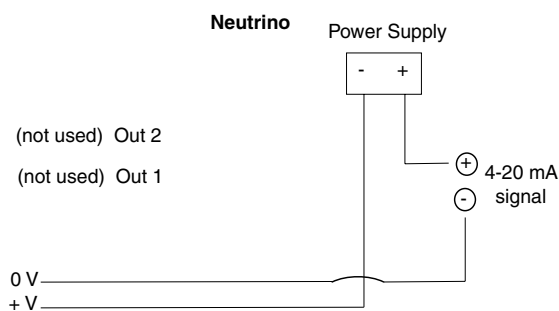 Neutrino
Power Supply
- +
(not used) Out 2
(not used) Out 1
+
4-20 mA
signal
-
0 V
+ V